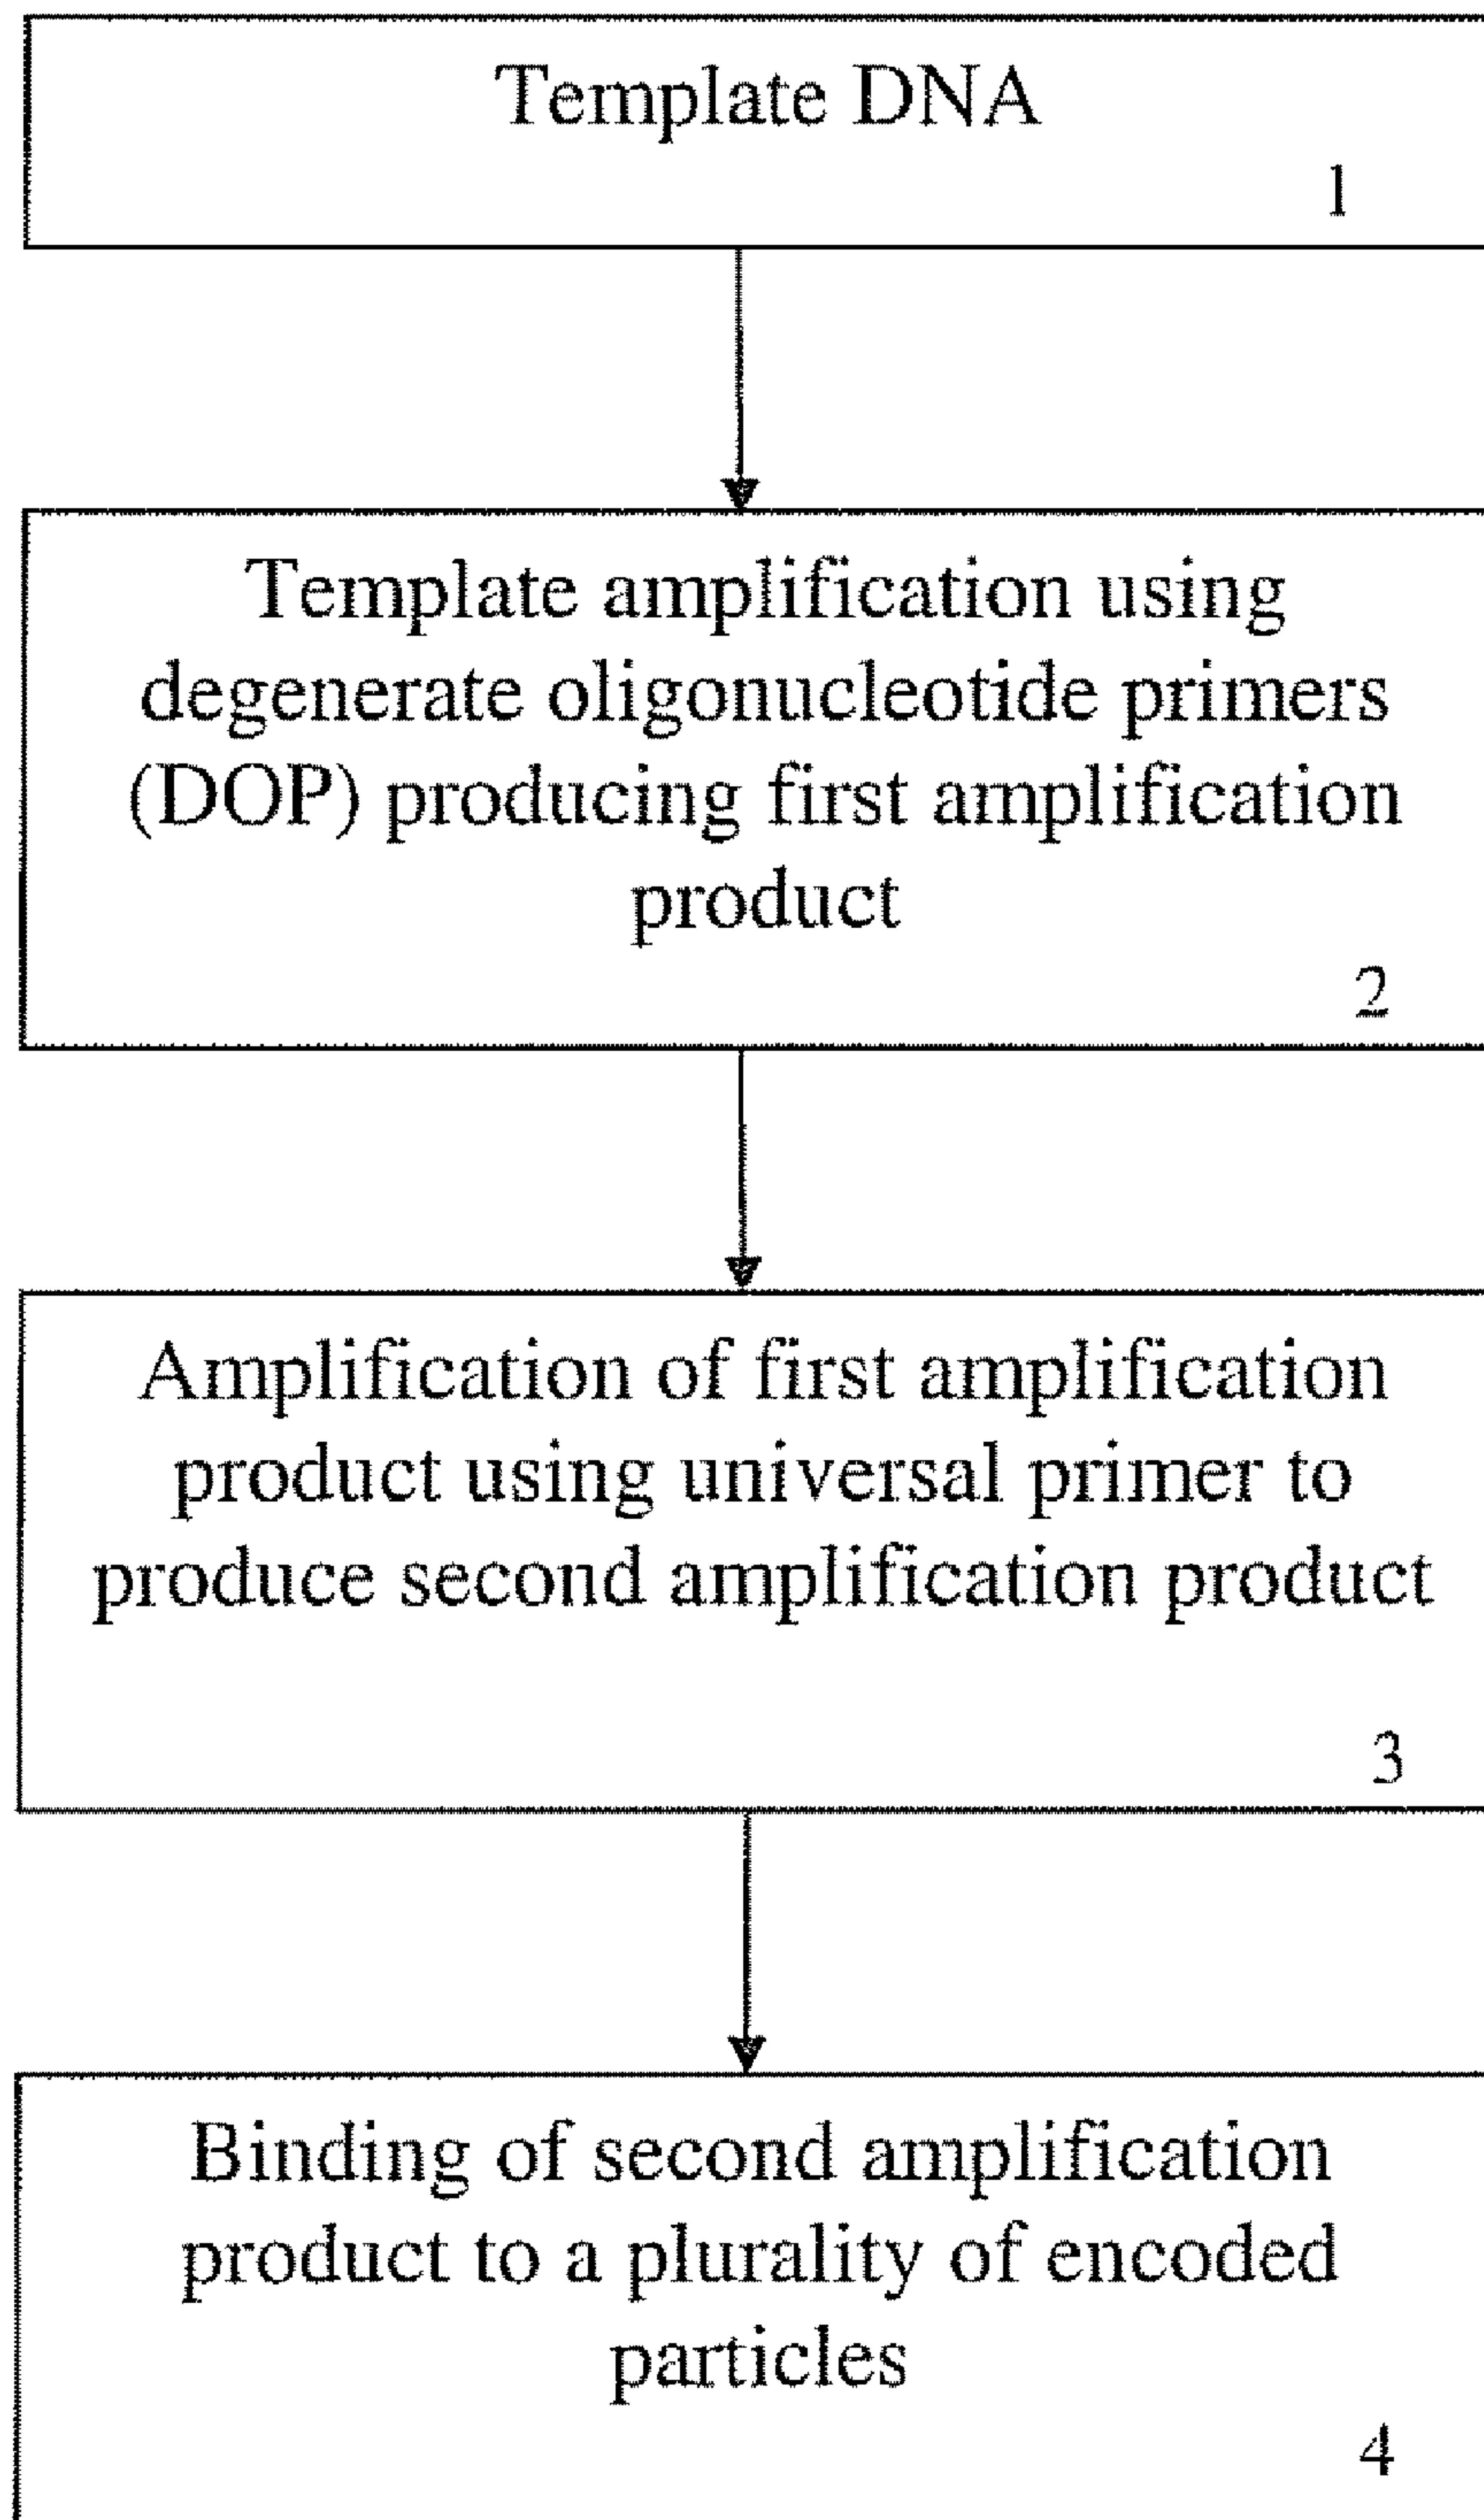 Template DNA
1
Template amplification using
degenerate oligonucleotide primers
(DOP) producing first amplification
product
2
Amplification of first amplification
product using universal primer to
produce second amplification product
3
Binding of second amplification
product to a plurality of encoded
particles
4